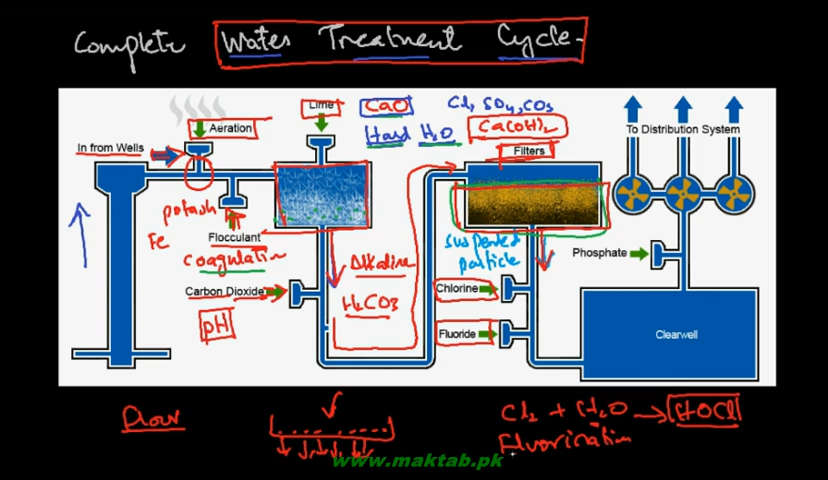 Complete Water Treatment Cycle-
Lime
CaO
Cl, SO4, CO3
Aeration
Hard H2O
Ca(OH)2
To Distribution System
In from Wells
Filters
potash
Fe
Flocculant
Coagulation
suspented
particle
Phosphate
Alkaline
Carbon Dioxide
Chlorine
H2CO3
pH
Fluoride
Clearwell
Cl2 + H2O → HOCl
Fluorination
www.maktab.pk